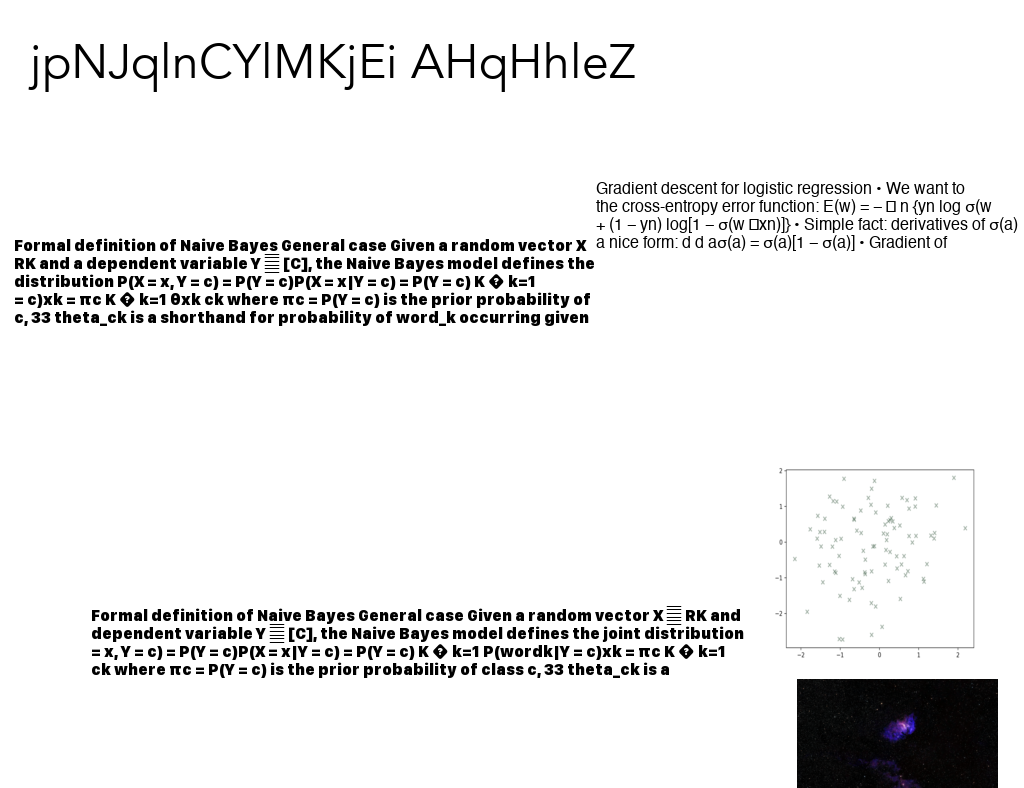 jpNJqlnCYlMKjEi AHqHhleZ
Gradient descent for logistic regression • We want to
the cross-entropy error function: E(w) = – □ n {yn log σ(w
+ (1 – yn) log[1 – σ(w □xn)]} • Simple fact: derivatives of σ(a)
a nice form: d d aσ(a) = σ(a)[1 – σ(a)] • Gradient of
Formal definition of Naive Bayes General case Given a random vector X
RK and a dependent variable Y [C], the Naive Bayes model defines the
distribution P(X = x, Y = c) = P(Y = c)P(X = x|Y = c) = P(Y = c) K � k=1
= c)xk = πc K � k=1 θxk ck where πc = P(Y = c) is the prior probability of
c, 33 theta_ck is a shorthand for probability of word_k occurring given
2
1
0
−1
−2
−2 −1 0 1 2
Formal definition of Naive Bayes General case Given a random vector X RK and
dependent variable Y [C], the Naive Bayes model defines the joint distribution
= x, Y = c) = P(Y = c)P(X = x|Y = c) = P(Y = c) K � k=1 P(wordk|Y = c)xk = πc K � k=1
ck where πc = P(Y = c) is the prior probability of class c, 33 theta_ck is a